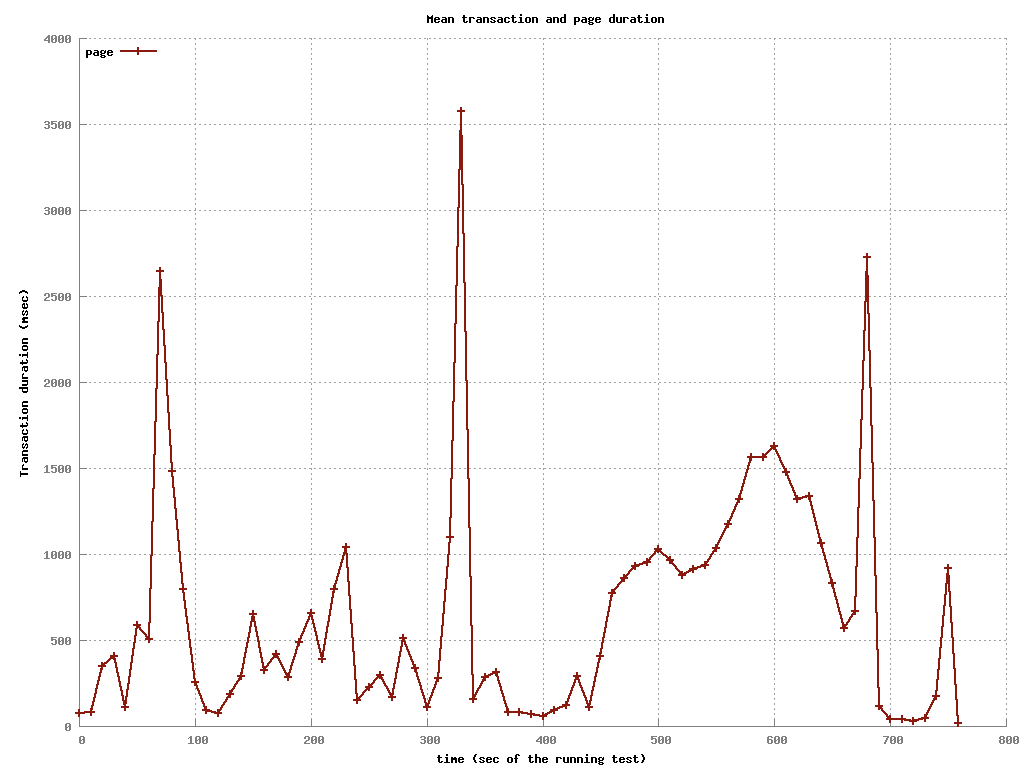 Mean transaction and page duration
page
Transaction duration (msec)
4000
3500
3000
2500
2000
1500
1000
500
0
0 100 200 300 400 500 600 700 800
time (sec of the running test)